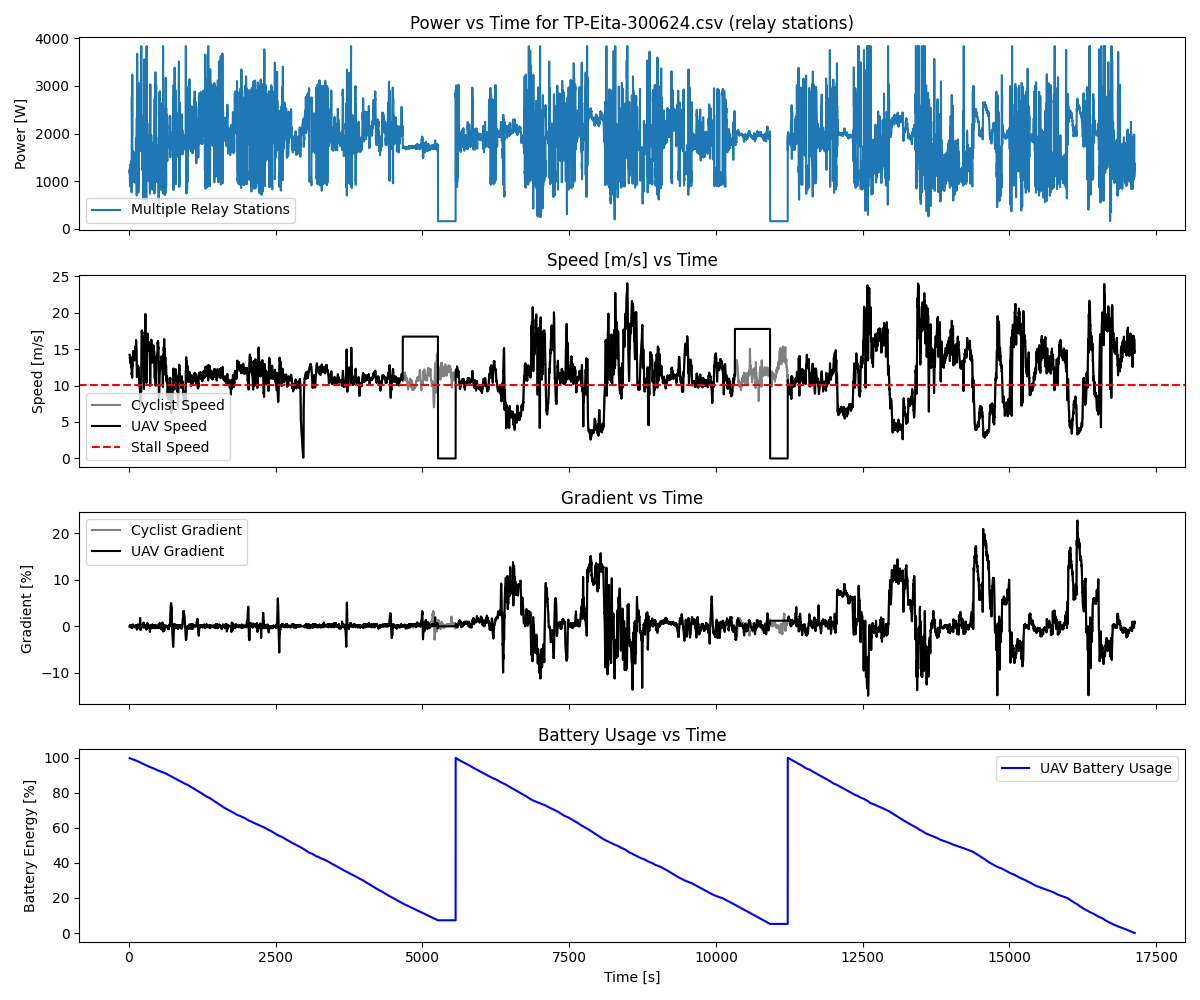 Power vs Time for TP-Eita-300624.csv (relay stations)
4000
3000
2000
1000
0
Power [W]
Multiple Relay Stations
Speed [m/s] vs Time
25
20
15
10
5
0
Speed [m/s]
Cyclist Speed
UAV Speed
Stall Speed
Gradient vs Time
20
10
0
−10
Gradient [%]
Cyclist Gradient
UAV Gradient
Battery Usage vs Time
100
80
60
40
20
0
Battery Energy [%]
UAV Battery Usage
0 2500 5000 7500 10000 12500 15000 17500
Time [s]